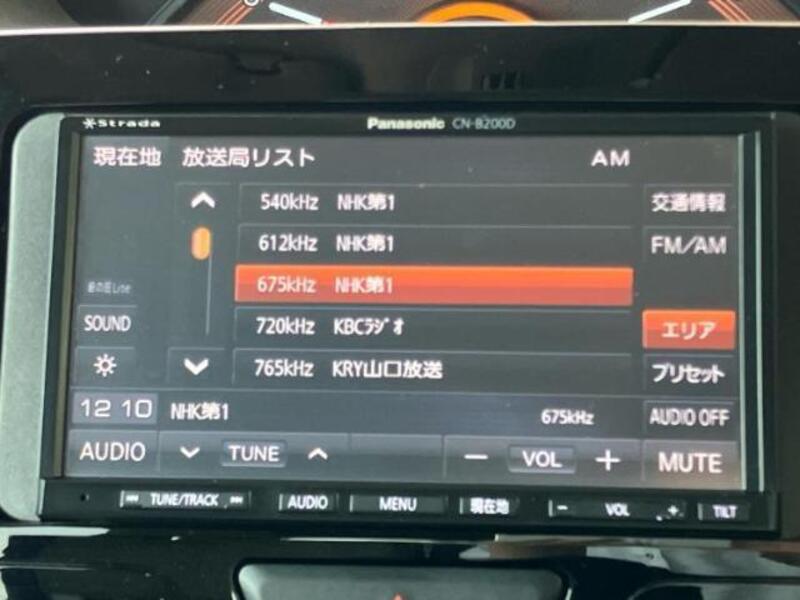 Strada Panasonic CN-B200D
現在地 放送局リスト AM
540kHz NHK第1 交通情報
612kHz NHK第1 FM/AM
675kHz NHK第1
SOUND 720kHz KBCラジオ エリア
765kHz KRY山口放送 プリセット
12 10 NHK第1 675kHz AUDIO OFF
AUDIO TUNE − VOL + MUTE
TUNE/TRACK AUDIO MENU 現在地 − VOL + TILT